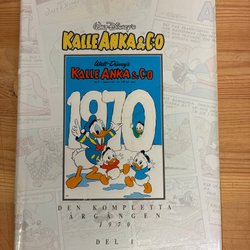 Walt Disney's
KALLE ANKA & C:O
Walt Disney's
KALLE ANKA & C:O
1970
DEN KOMPLETTA
ÅRGÅNGEN
1970
DEL 1